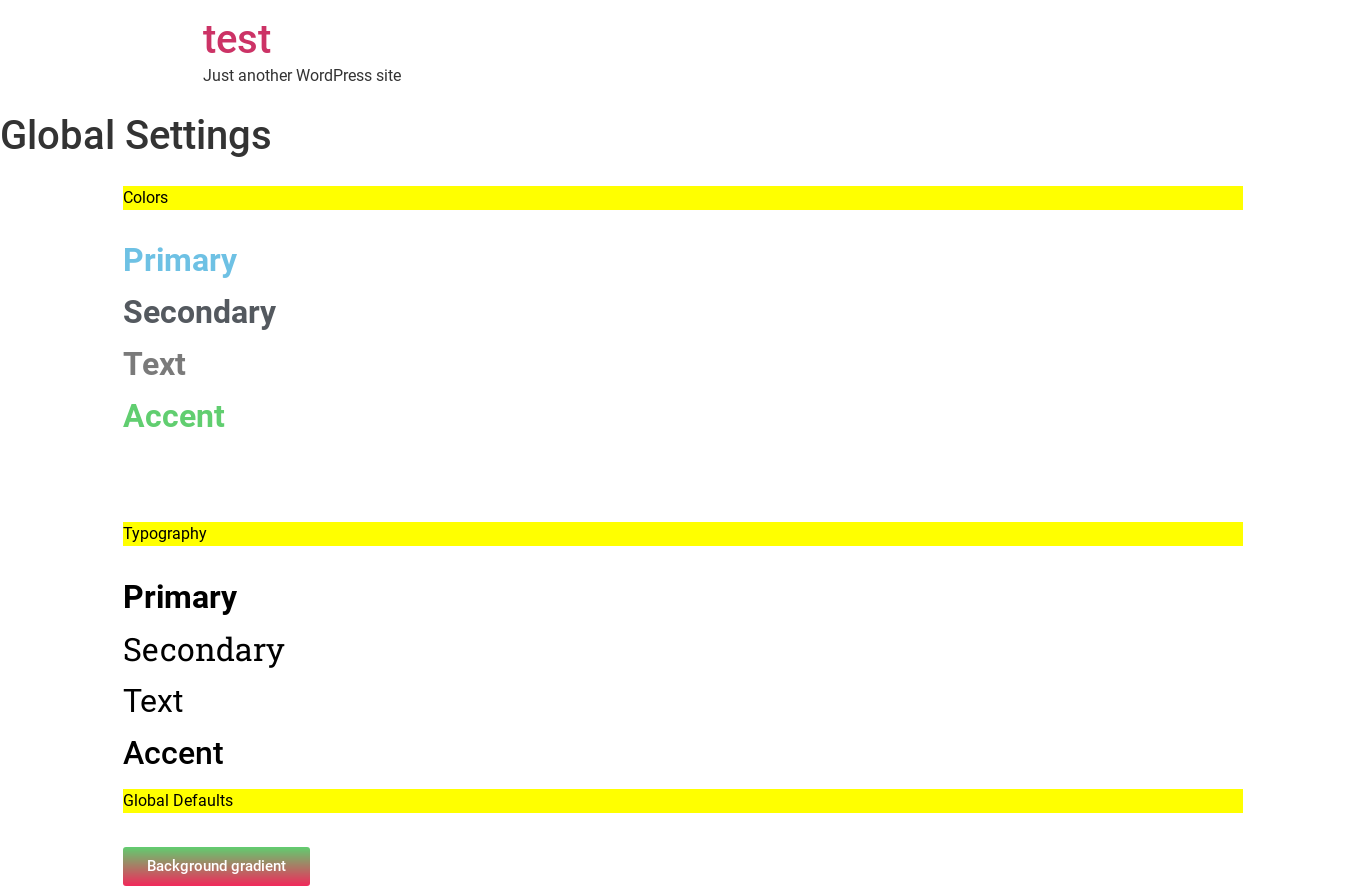 test
Just another WordPress site
Global Settings
Colors
Primary
Secondary
Text
Accent
Typography
Primary
Secondary
Text
Accent
Global Defaults
Background gradient